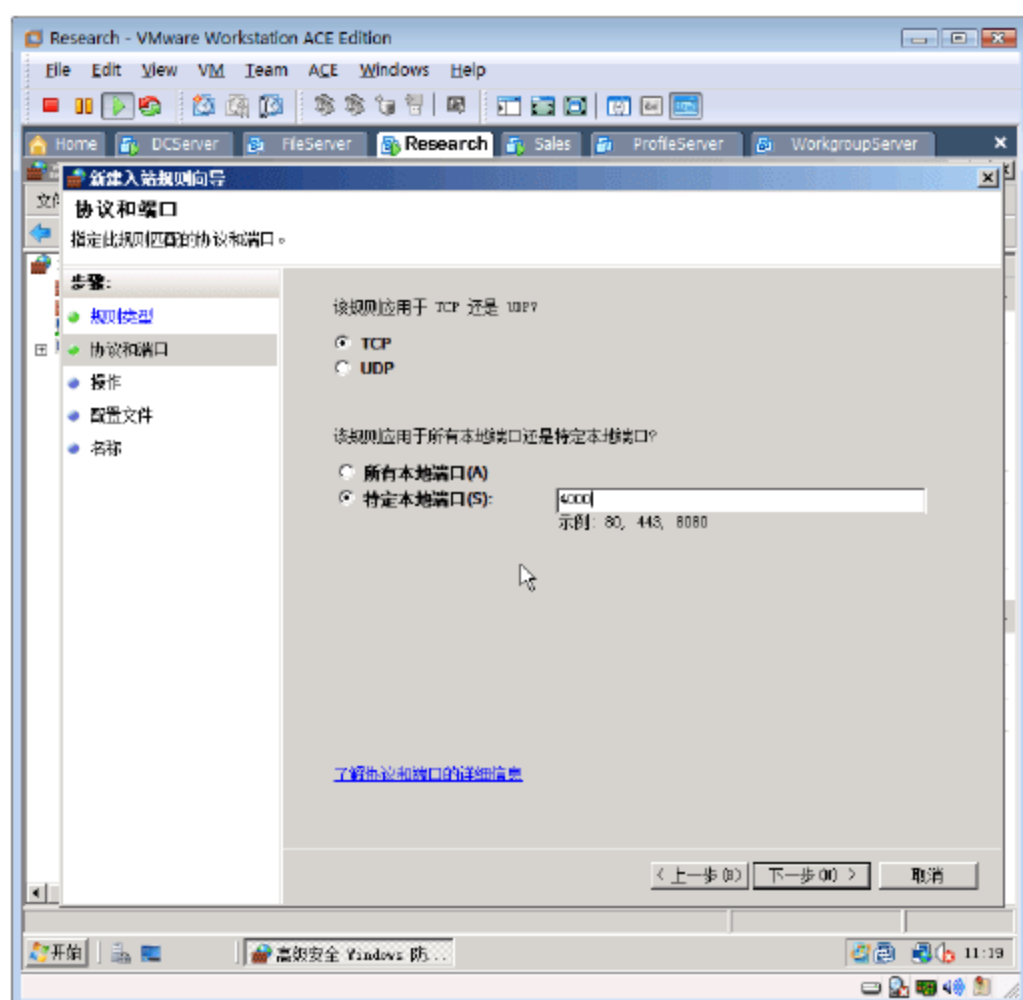 Research - VMware Workstation ACE Edition
File Edit View VM Team ACE Windows Help
Home DCServer FileServer Research Sales ProfileServer WorkgroupServer
新建入站规则向导
协议和端口
指定此规则匹配的协议和端口。
步骤:
规则类型
协议和端口
操作
配置文件
名称
该规则应用于 TCP 还是 UDP?
TCP
UDP
该规则应用于所有本地端口还是特定本地端口?
所有本地端口(A)
特定本地端口(S):
4000
示例: 80, 443, 8080
了解协议和端口的详细信息
< 上一步(B) 下一步(N) > 取消
开始 高级安全 Windows 防... 11:19